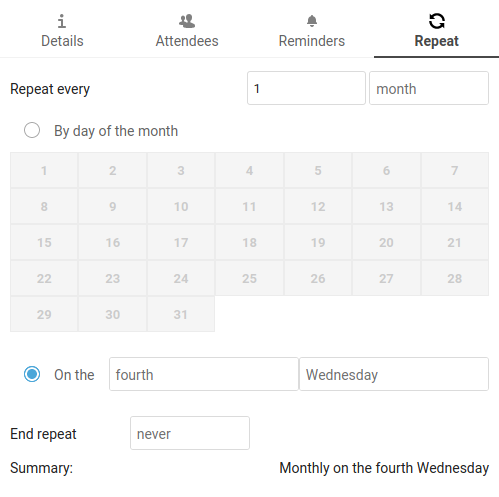 Details Attendees Reminders Repeat
Repeat every 1 month
By day of the month
1 2 3 4 5 6 7
8 9 10 11 12 13 14
15 16 17 18 19 20 21
22 23 24 25 26 27 28
29 30 31
On the fourth Wednesday
End repeat never
Summary: Monthly on the fourth Wednesday